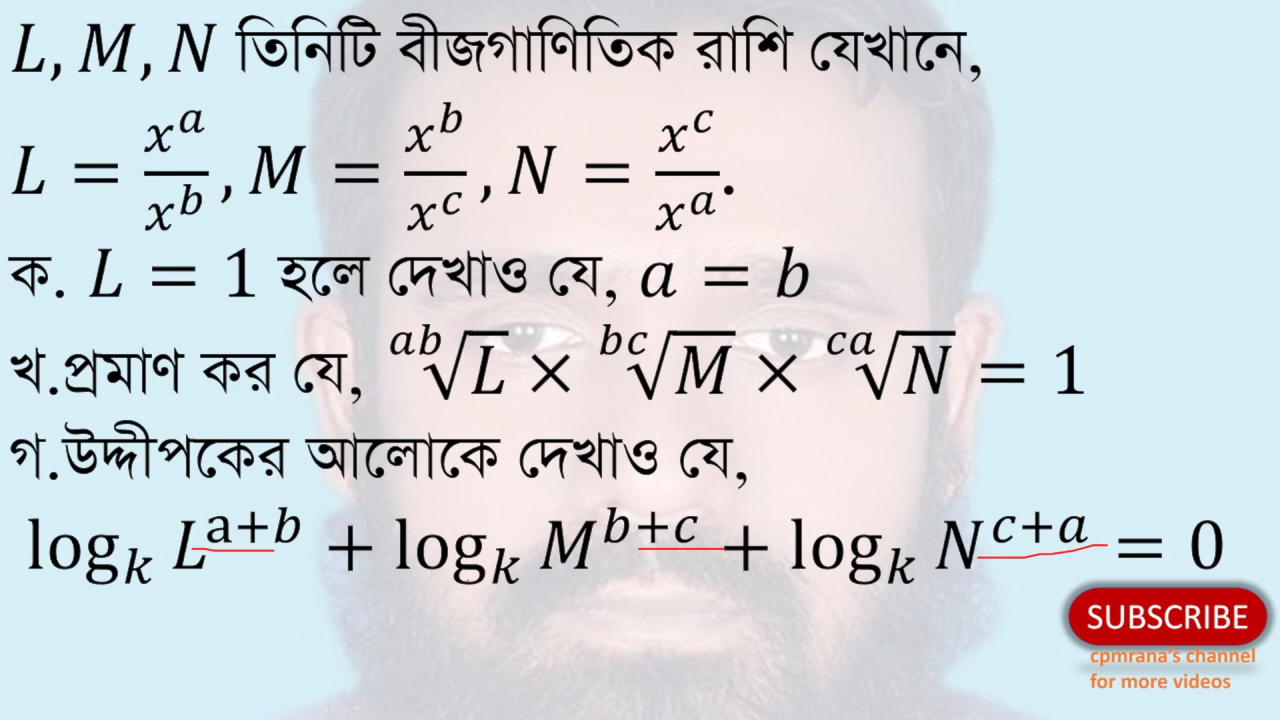 L, M, N তিনিটি বীজগাণিতিক রাশি যেখানে,
L = x^a/x^b, M = x^b/x^c, N = x^c/x^a.
ক. L = 1 হলে দেখাও যে, a = b
খ.প্রমাণ কর যে, ^{ab}√L × ^{bc}√M × ^{ca}√N = 1
গ.উদ্দীপকের আলোকে দেখাও যে,
log_k L^{a+b} + log_k M^{b+c} + log_k N^{c+a} = 0
SUBSCRIBE
cpmrana's channel
for more videos